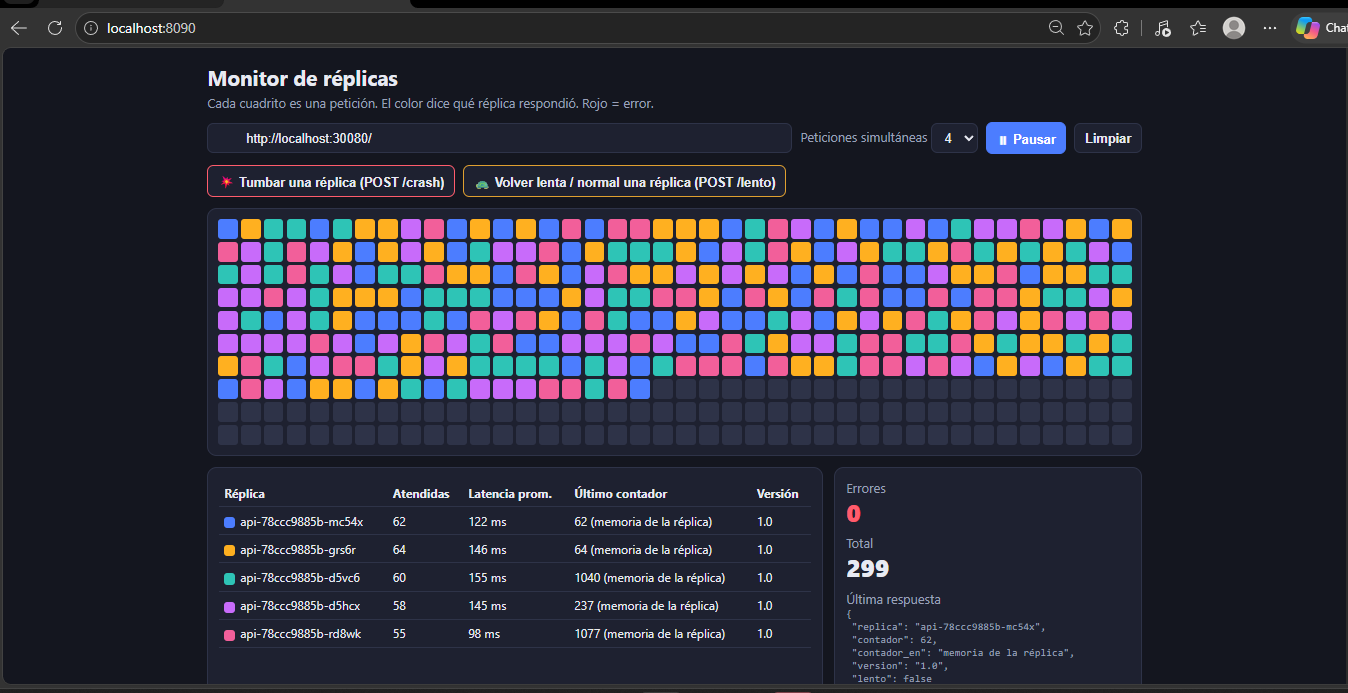 localhost:8090
Chat
Monitor de réplicas
Cada cuadrito es una petición. El color dice qué réplica respondió. Rojo = error.
http://localhost:30080/
Peticiones simultáneas
4
Pausar
Limpiar
Tumbar una réplica (POST /crash)
Volver lenta / normal una réplica (POST /lento)
Réplica Atendidas Latencia prom. Último contador Versión
api-78ccc9885b-mc54x 62 122 ms 62 (memoria de la réplica) 1.0
api-78ccc9885b-grs6r 64 146 ms 64 (memoria de la réplica) 1.0
api-78ccc9885b-d5vc6 60 155 ms 1040 (memoria de la réplica) 1.0
api-78ccc9885b-d5hcx 58 145 ms 237 (memoria de la réplica) 1.0
api-78ccc9885b-rd8wk 55 98 ms 1077 (memoria de la réplica) 1.0
Errores
0
Total
299
Última respuesta
{
"replica": "api-78ccc9885b-mc54x",
"contador": 62,
"contador_en": "memoria de la réplica",
"version": "1.0",
"lento": false